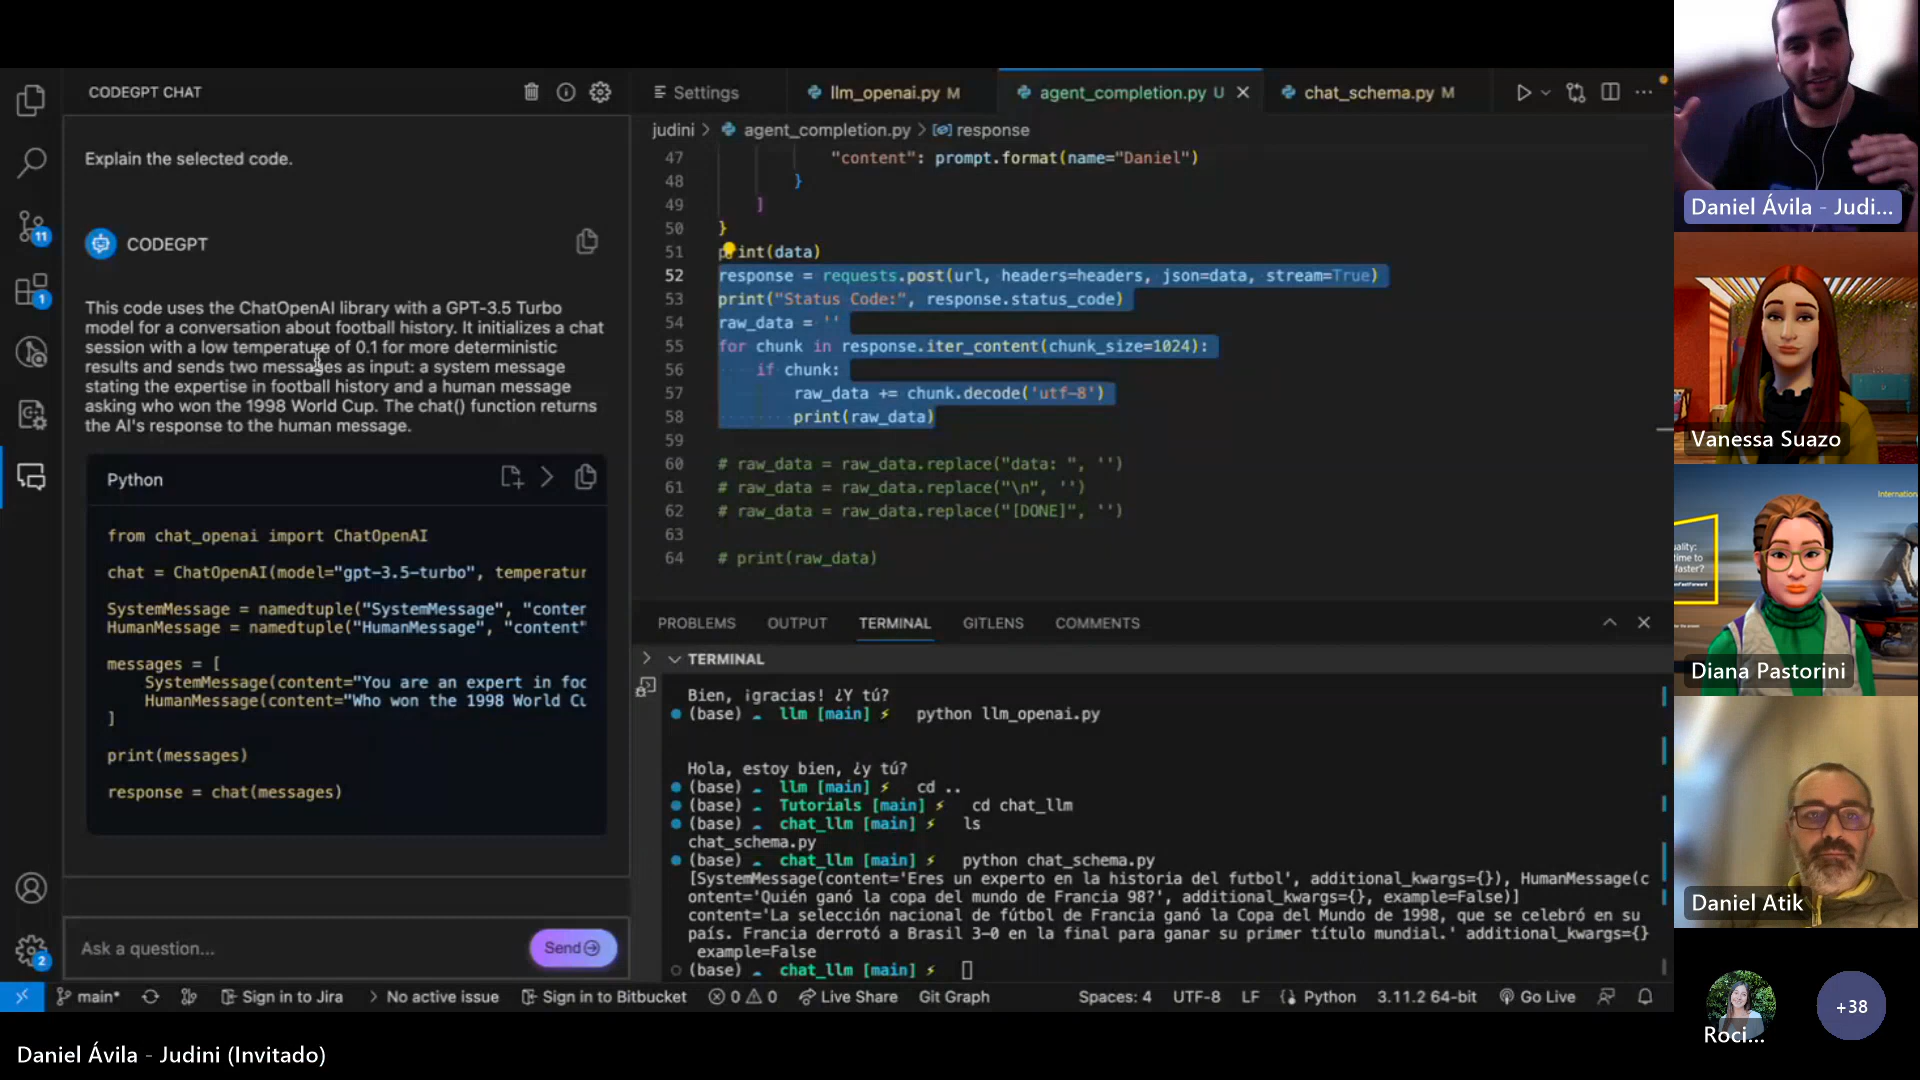 CODEGPT CHAT
Explain the selected code.
CODEGPT
This code uses the ChatOpenAI library with a GPT-3.5 Turbo
model for a conversation about football history. It initializes a chat
session with a low temperature of 0.1 for more deterministic
results and sends two messages as input: a system message
stating the expertise in football history and a human message
asking who won the 1998 World Cup. The chat() function returns
the AI's response to the human message.
Python
from chat_openai import ChatOpenAI
chat = ChatOpenAI(model="gpt-3.5-turbo", temperatur
SystemMessage = namedtuple("SystemMessage", "conter
HumanMessage = namedtuple("HumanMessage", "content"
messages = [
SystemMessage(content="You are an expert in foc
HumanMessage(content="Who won the 1998 World Cu
]
print(messages)
response = chat(messages)
Ask a question...
Send
Settings
llm_openai.py M
agent_completion.py U
chat_schema.py M
judini > agent_completion.py > response
47 "content": prompt.format(name="Daniel")
48 }
49 ]
50 }
51 print(data)
52 response = requests.post(url, headers=headers, json=data, stream=True)
53 print("Status Code:", response.status_code)
54 raw_data = ''
55 for chunk in response.iter_content(chunk_size=1024):
56 if chunk:
57 raw_data += chunk.decode('utf-8')
58 print(raw_data)
59
60 # raw_data = raw_data.replace("data: ", '')
61 # raw_data = raw_data.replace("\n", '')
62 # raw_data = raw_data.replace("[DONE]", '')
63
64 # print(raw_data)
PROBLEMS OUTPUT TERMINAL GITLENS COMMENTS
TERMINAL
Bien, ¡gracias! ¿Y tú?
(base) llm [main] ⚡ python llm_openai.py
Hola, estoy bien, ¿y tú?
(base) llm [main] ⚡ cd ..
(base) Tutorials [main] ⚡ cd chat_llm
(base) chat_llm [main] ⚡ ls
chat_schema.py
(base) chat_llm [main] ⚡ python chat_schema.py
[SystemMessage(content='Eres un experto en la historia del futbol', additional_kwargs={}), HumanMessage(c
ontent='Quién ganó la copa del mundo de Francia 98?', additional_kwargs={}, example=False)]
content='La selección nacional de fútbol de Francia ganó la Copa del Mundo de 1998, que se celebró en su
país. Francia derrotó a Brasil 3-0 en la final para ganar su primer título mundial.' additional_kwargs={}
example=False
(base) chat_llm [main] ⚡
11
1
2
main* Sign in to Jira No active issue Sign in to Bitbucket 0 0 Live Share Git Graph Spaces: 4 UTF-8 LF Python 3.11.2 64-bit Go Live
Daniel Ávila - Judini (Invitado)
Daniel Ávila - Judi...
Vanessa Suazo
Internation
ality:
time to
faster?
Diana Pastorini
Daniel Atik
Roci...
+38